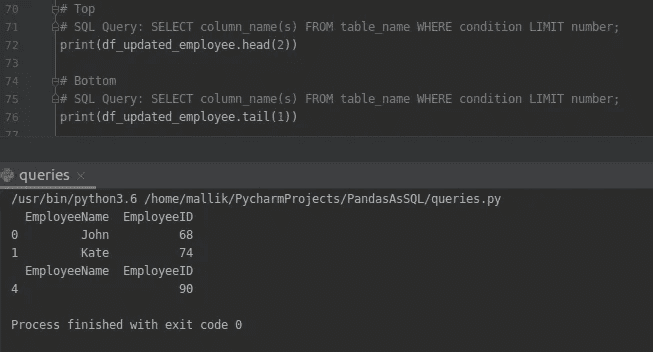 70 # Top
71 # SQL Query: SELECT column_name(s) FROM table_name WHERE condition LIMIT number;
72 print(df_updated_employee.head(2))
73
74 # Bottom
75 # SQL Query: SELECT column_name(s) FROM table_name WHERE condition LIMIT number;
76 print(df_updated_employee.tail(1))
77
queries ×
/usr/bin/python3.6 /home/mallik/PycharmProjects/PandasAsSQL/queries.py
  EmployeeName  EmployeeID
0         John          68
1         Kate          74
  EmployeeName  EmployeeID
4                       90
Process finished with exit code 0